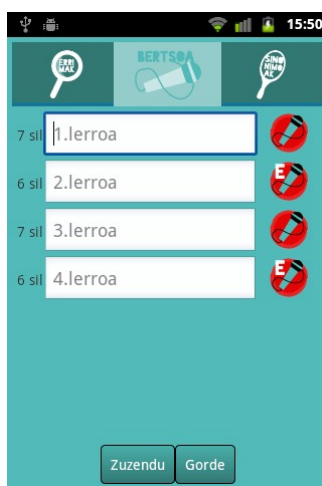 15:50
ERRI
MAK
BERTSOA
SINO
NIMO
AK
7 sil 1.lerroa
6 sil 2.lerroa E
7 sil 3.lerroa
6 sil 4.lerroa E
Zuzendu Gorde